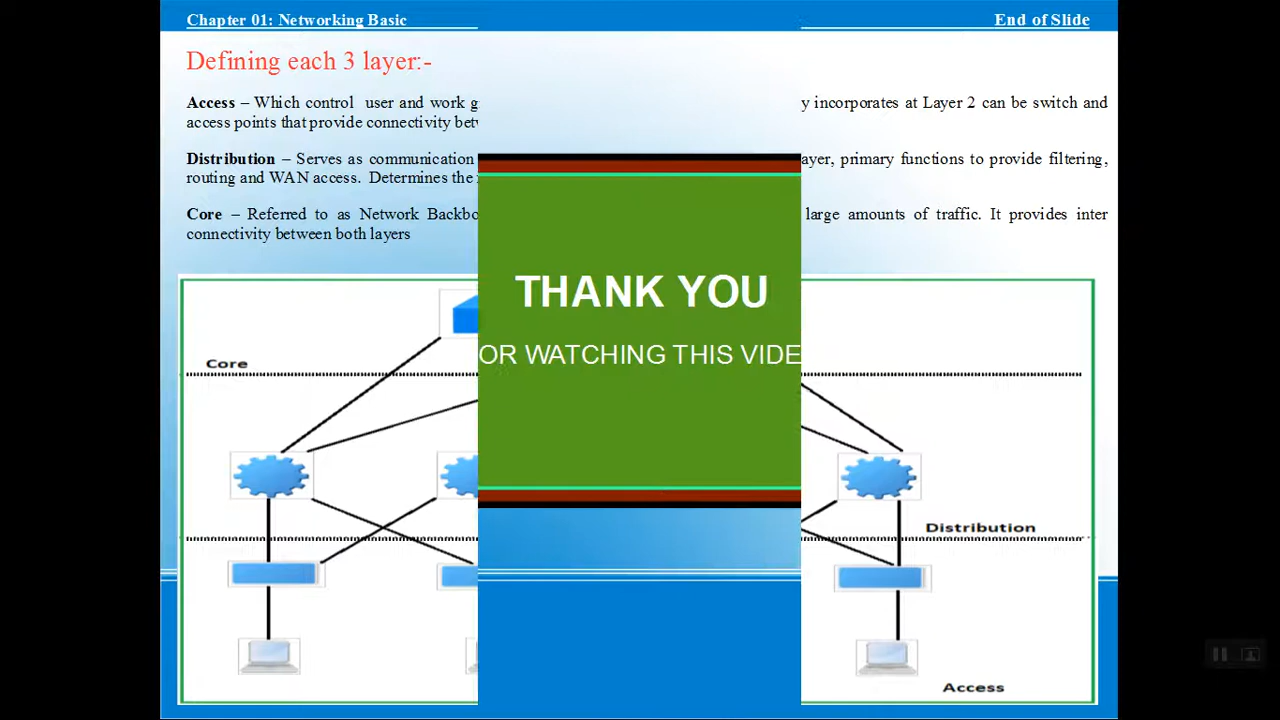 Chapter 01: Networking Basic
End of Slide
Defining each 3 layer:-
Access – Which control user and work g
y incorporates at Layer 2 can be switch and
access points that provide connectivity bet
Distribution – Serves as communication
ayer, primary functions to provide filtering,
routing and WAN access. Determines the
Core – Referred to as Network Backbo
large amounts of traffic. It provides inter
connectivity between both layers
THANK YOU
OR WATCHING THIS VIDE
Core
Distribution
Access